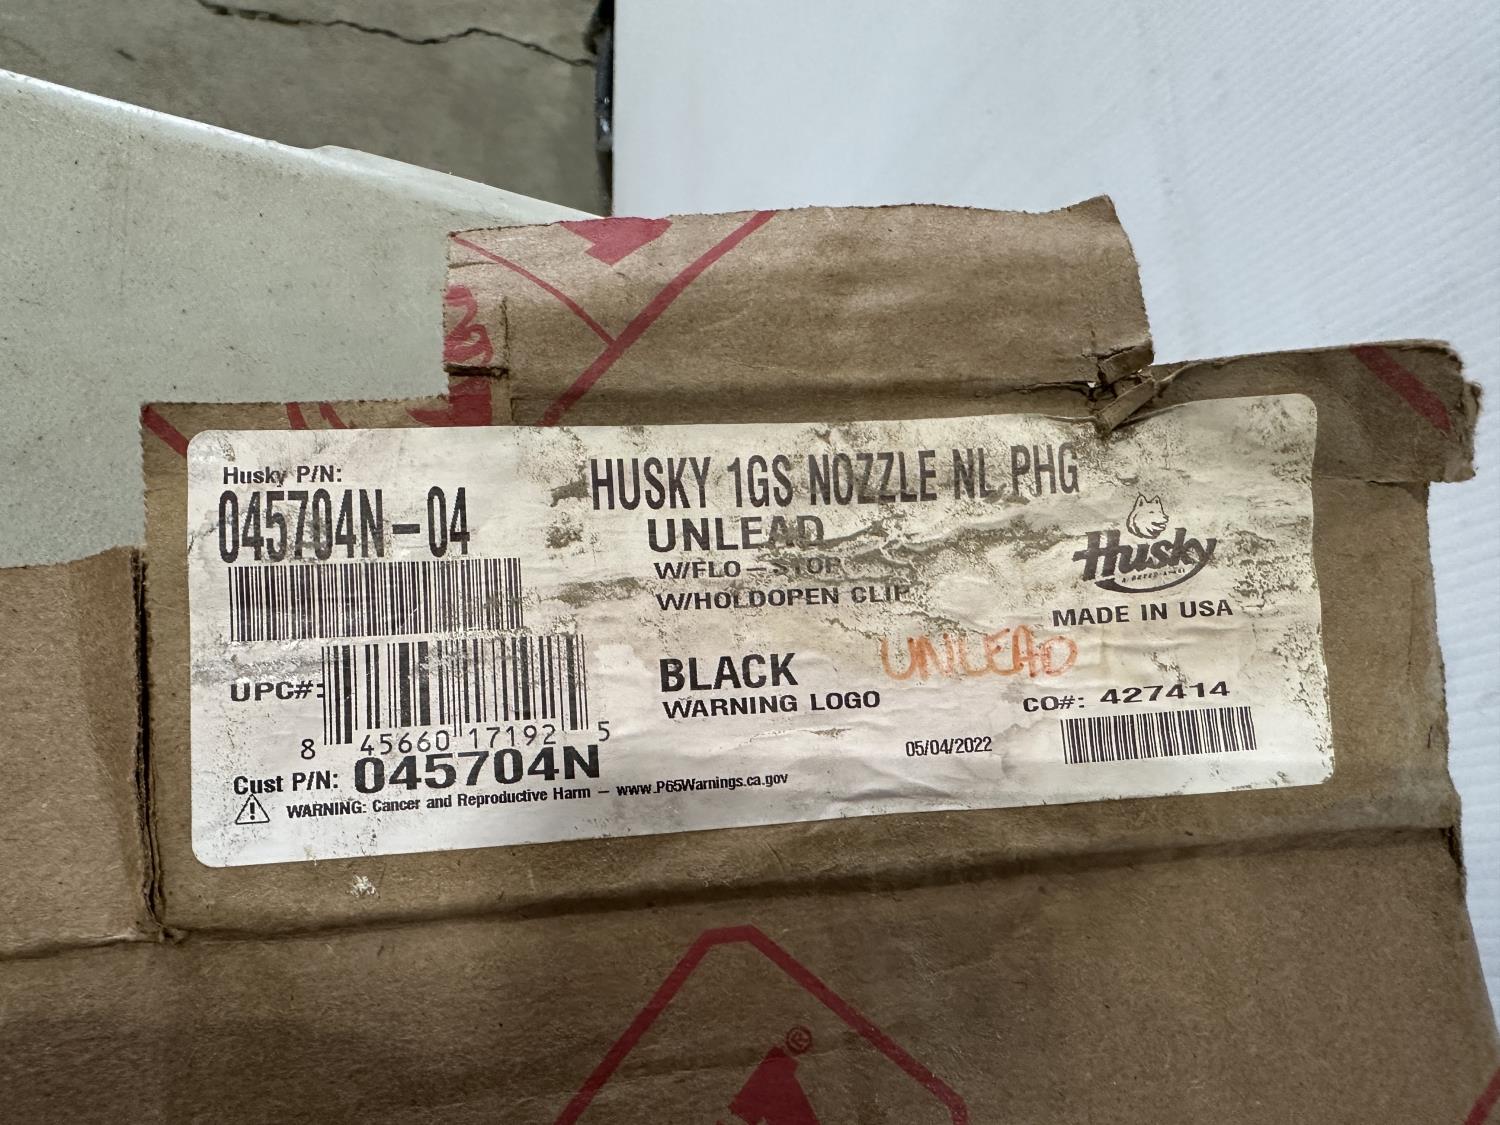 Husky P/N:
045704N-04
HUSKY 1GS NOZZLE NL PHG
UNLEAD
W/FLO-STOP
W/HOLDOPEN CLIP
Husky
MADE IN USA
UPC#:
8 45660 17192 5
BLACK
WARNING LOGO
UNLEAD
CO#: 427414
05/04/2022
Cust P/N: 045704N
WARNING: Cancer and Reproductive Harm - www.P65Warnings.ca.gov
®